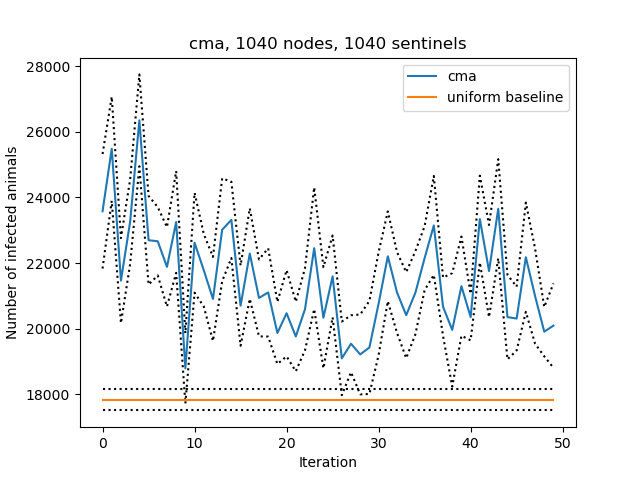 cma, 1040 nodes, 1040 sentinels
28000
26000
24000
22000
20000
18000
Number of infected animals
cma
uniform baseline
0 10 20 30 40 50
Iteration